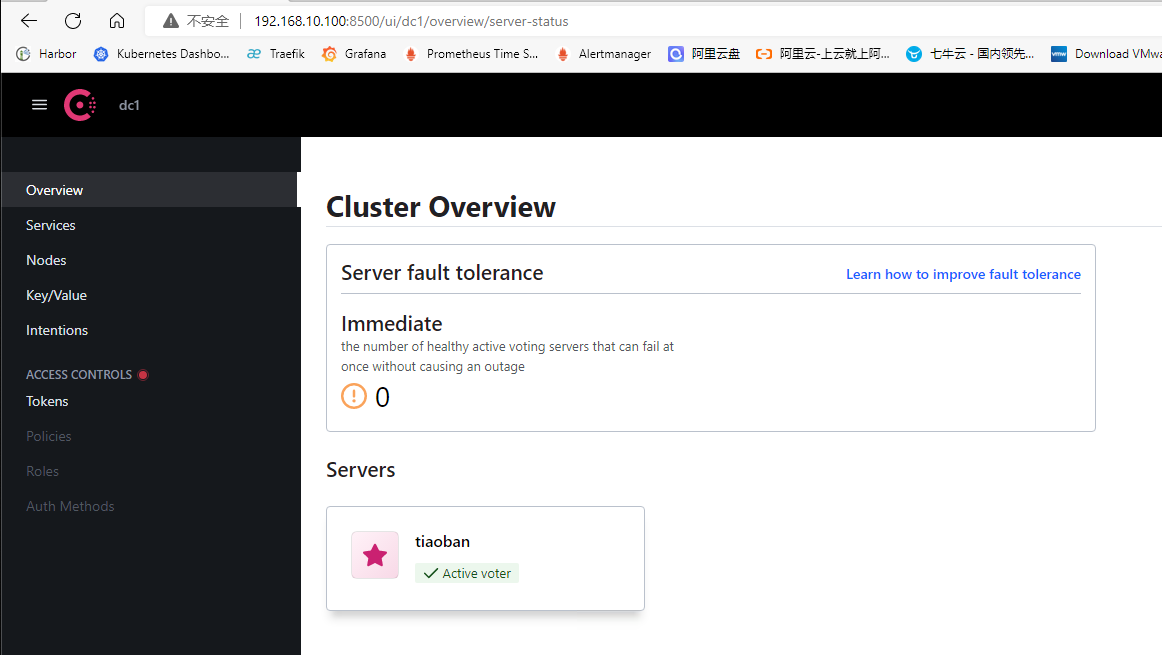 不安全 192.168.10.100:8500/ui/dc1/overview/server-status
Harbor Kubernetes Dashbo... Traefik Grafana Prometheus Time S... Alertmanager 阿里云盘 阿里云-上云就上阿... 七牛云 - 国内领先... vmw Download VMwa
dc1
Overview
Services
Nodes
Key/Value
Intentions
ACCESS CONTROLS
Tokens
Policies
Roles
Auth Methods
Cluster Overview
Server fault tolerance Learn how to improve fault tolerance
Immediate
the number of healthy active voting servers that can fail at
once without causing an outage
0
Servers
tiaoban
Active voter